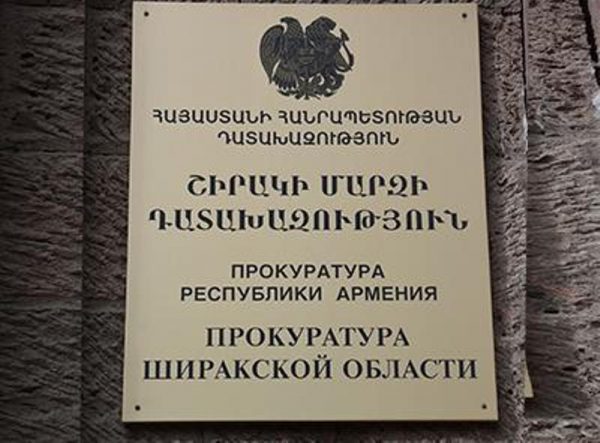 ՀԱՅԱՍՏԱՆԻ ՀԱՆՐԱՊԵՏՈՒԹՅԱՆ
ԴԱՏԱԽԱԶՈՒԹՅՈՒՆ
ՇԻՐԱԿԻ ՄԱՐԶԻ
ԴԱՏԱԽԱԶՈՒԹՅՈՒՆ
ПРОКУРАТУРА
РЕСПУБЛИКИ АРМЕНИЯ
ПРОКУРАТУРА
ШИРАКСКОЙ ОБЛАСТИ